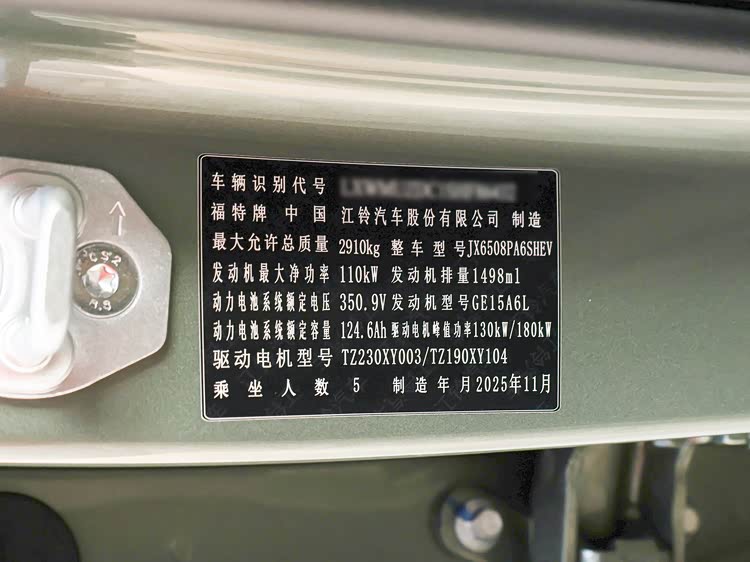 车辆识别代号
福特牌 中国 江铃汽车股份有限公司 制造
最大允许总质量 2910kg 整车型号JX6508PA6SHEV
发动机最大净功率 110kW 发动机排量1498ml
动力电池系统额定电压 350.9V 发动机型号GE15A6L
动力电池系统额定容量 124.6Ah 驱动电机峰值功率130kW/180kW
驱动电机型号 TZ230XY003/TZ190XY104
乘坐人数 5 制造年月2025年11月